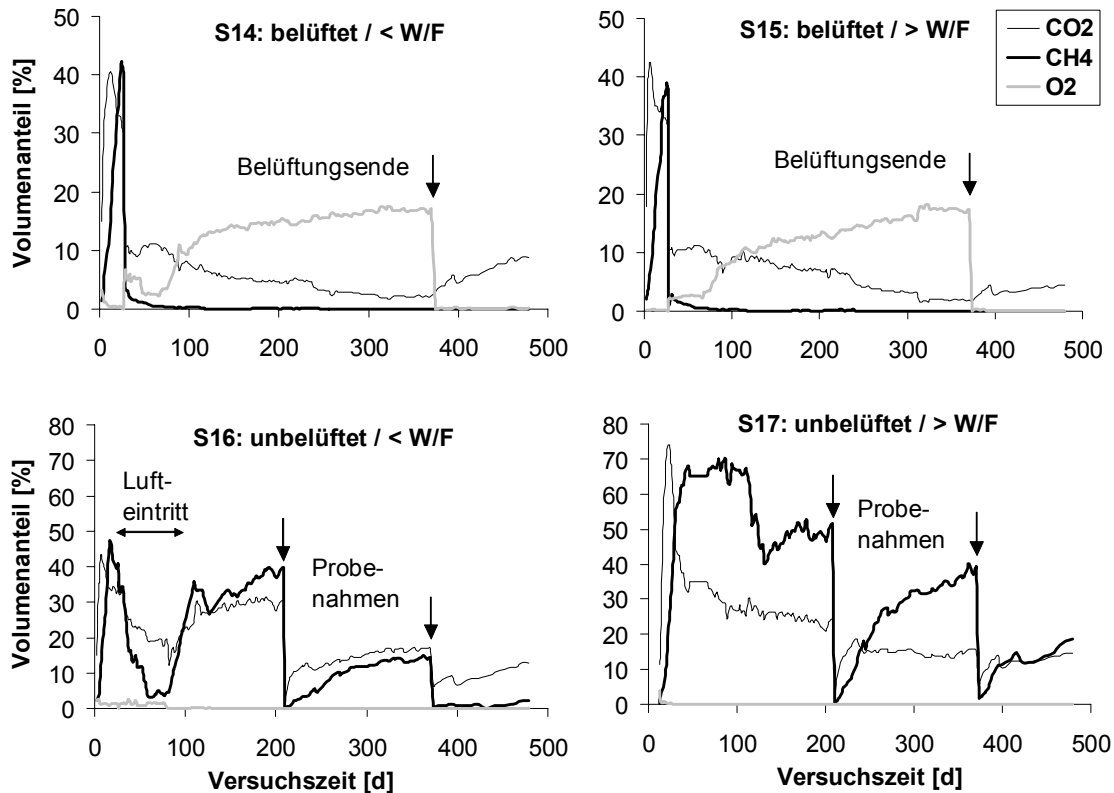 S14: belüftet / < W/F
S15: belüftet / > W/F
CO2
CH4
O2
Volumenanteil [%]
50
40
30
20
10
0
Belüftungsende
0 100 200 300 400 500
50
40
30
20
10
0
Belüftungsende
0 100 200 300 400 500
S16: unbelüftet / < W/F
S17: unbelüftet / > W/F
Volumenanteil [%]
80
70
60
50
40
30
20
10
0
Luft-
eintritt
Probe-
nahmen
0 100 200 300 400 500
Versuchszeit [d]
80
70
60
50
40
30
20
10
0
Probe-
nahmen
0 100 200 300 400 500
Versuchszeit [d]